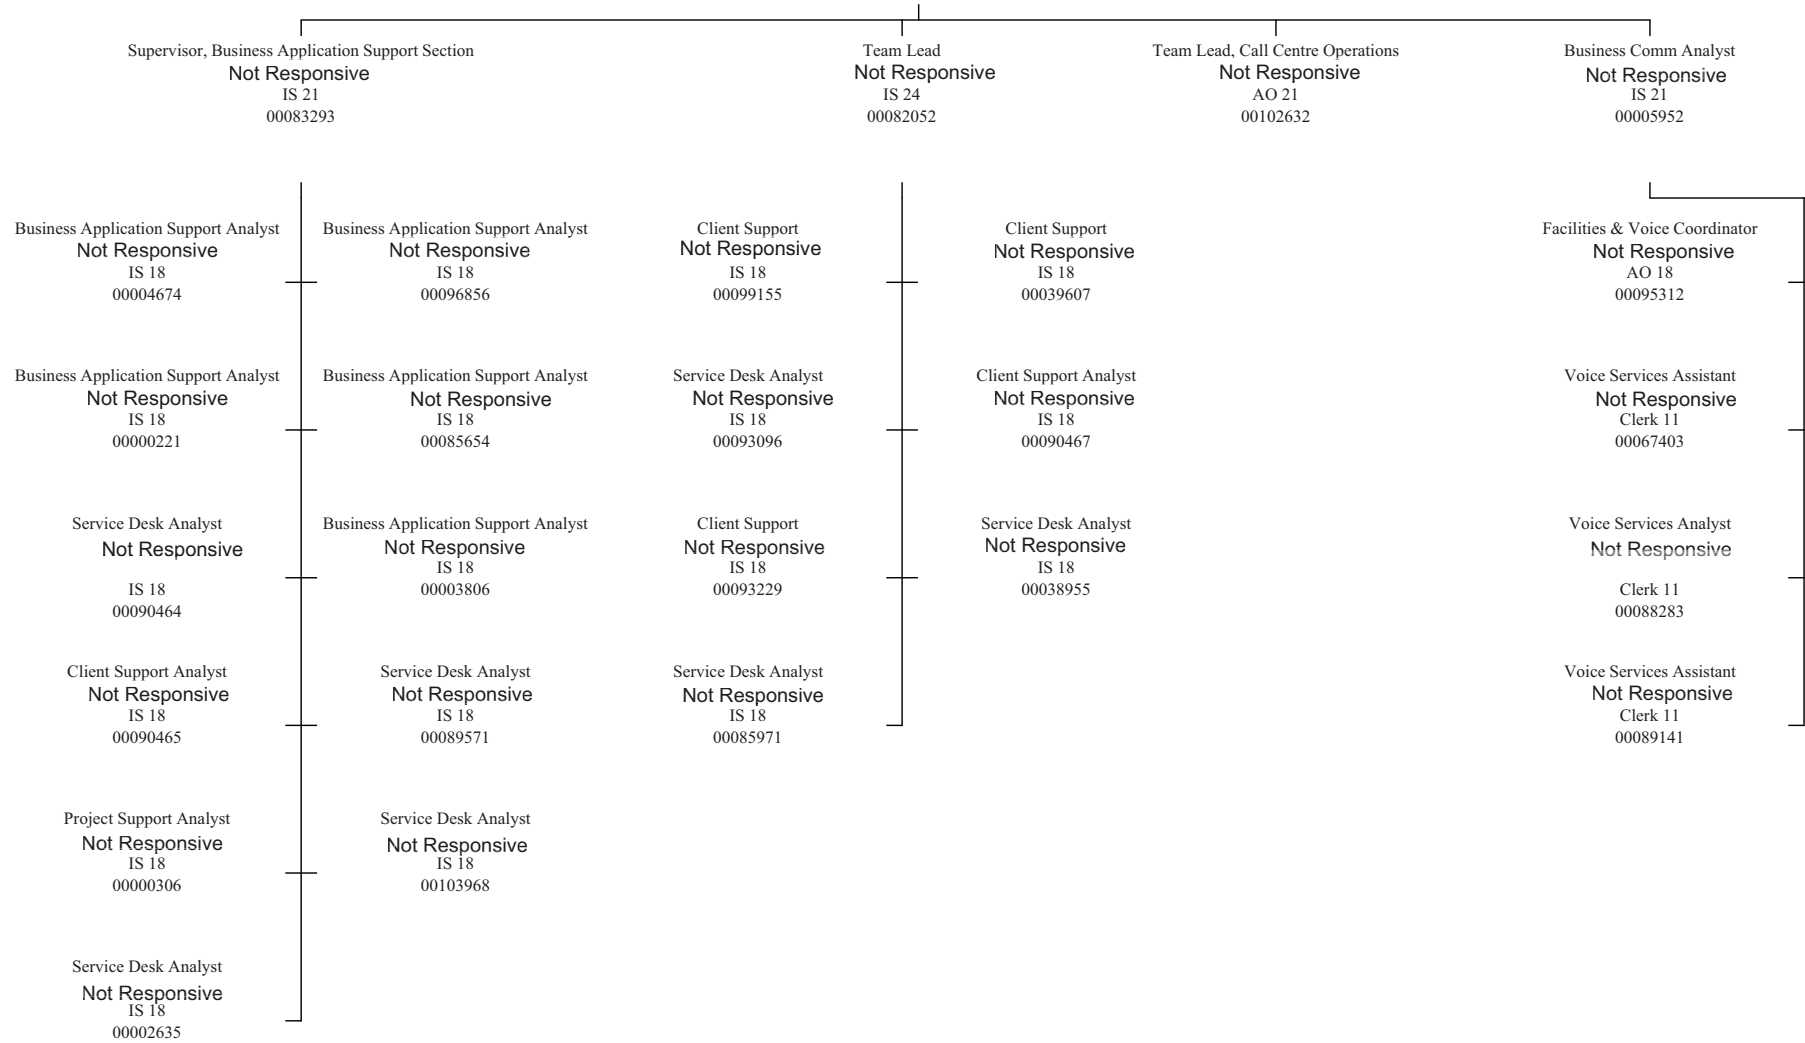 Supervisor, Business Application Support Section
Not Responsive
IS 21
00083293
Team Lead
Not Responsive
IS 24
00082052
Team Lead, Call Centre Operations
Not Responsive
AO 21
00102632
Business Comm Analyst
Not Responsive
IS 21
00005952
Business Application Support Analyst
Not Responsive
IS 18
00004674
Business Application Support Analyst
Not Responsive
IS 18
00096856
Client Support
Not Responsive
IS 18
00099155
Client Support
Not Responsive
IS 18
00039607
Facilities & Voice Coordinator
Not Responsive
AO 18
00095312
Business Application Support Analyst
Not Responsive
IS 18
00000221
Business Application Support Analyst
Not Responsive
IS 18
00085654
Service Desk Analyst
Not Responsive
IS 18
00093096
Client Support Analyst
Not Responsive
IS 18
00090467
Voice Services Assistant
Not Responsive
Clerk 11
00067403
Service Desk Analyst
Not Responsive
IS 18
00090464
Business Application Support Analyst
Not Responsive
IS 18
00003806
Client Support
Not Responsive
IS 18
00093229
Service Desk Analyst
Not Responsive
IS 18
00038955
Voice Services Analyst
Not Responsive
Clerk 11
00088283
Client Support Analyst
Not Responsive
IS 18
00090465
Service Desk Analyst
Not Responsive
IS 18
00089571
Service Desk Analyst
Not Responsive
IS 18
00085971
Voice Services Assistant
Not Responsive
Clerk 11
00089141
Project Support Analyst
Not Responsive
IS 18
00000306
Service Desk Analyst
Not Responsive
IS 18
00103968
Service Desk Analyst
Not Responsive
IS 18
00002635